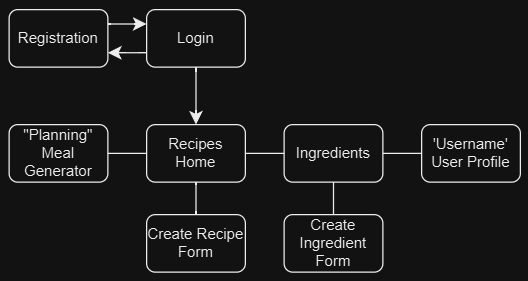 Registration
Login
"Planning"
Meal
Generator
Recipes
Home
Ingredients
'Username'
User Profile
Create Recipe
Form
Create
Ingredient
Form